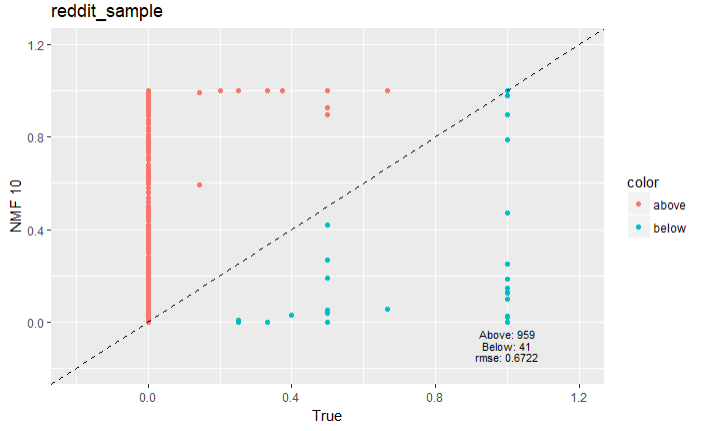 reddit_sample
1.2
0.8
0.4
0.0
NMF 10
color
above
below
Above: 959
Below: 41
rmse: 0.6722
0.0 0.4 0.8 1.2
True